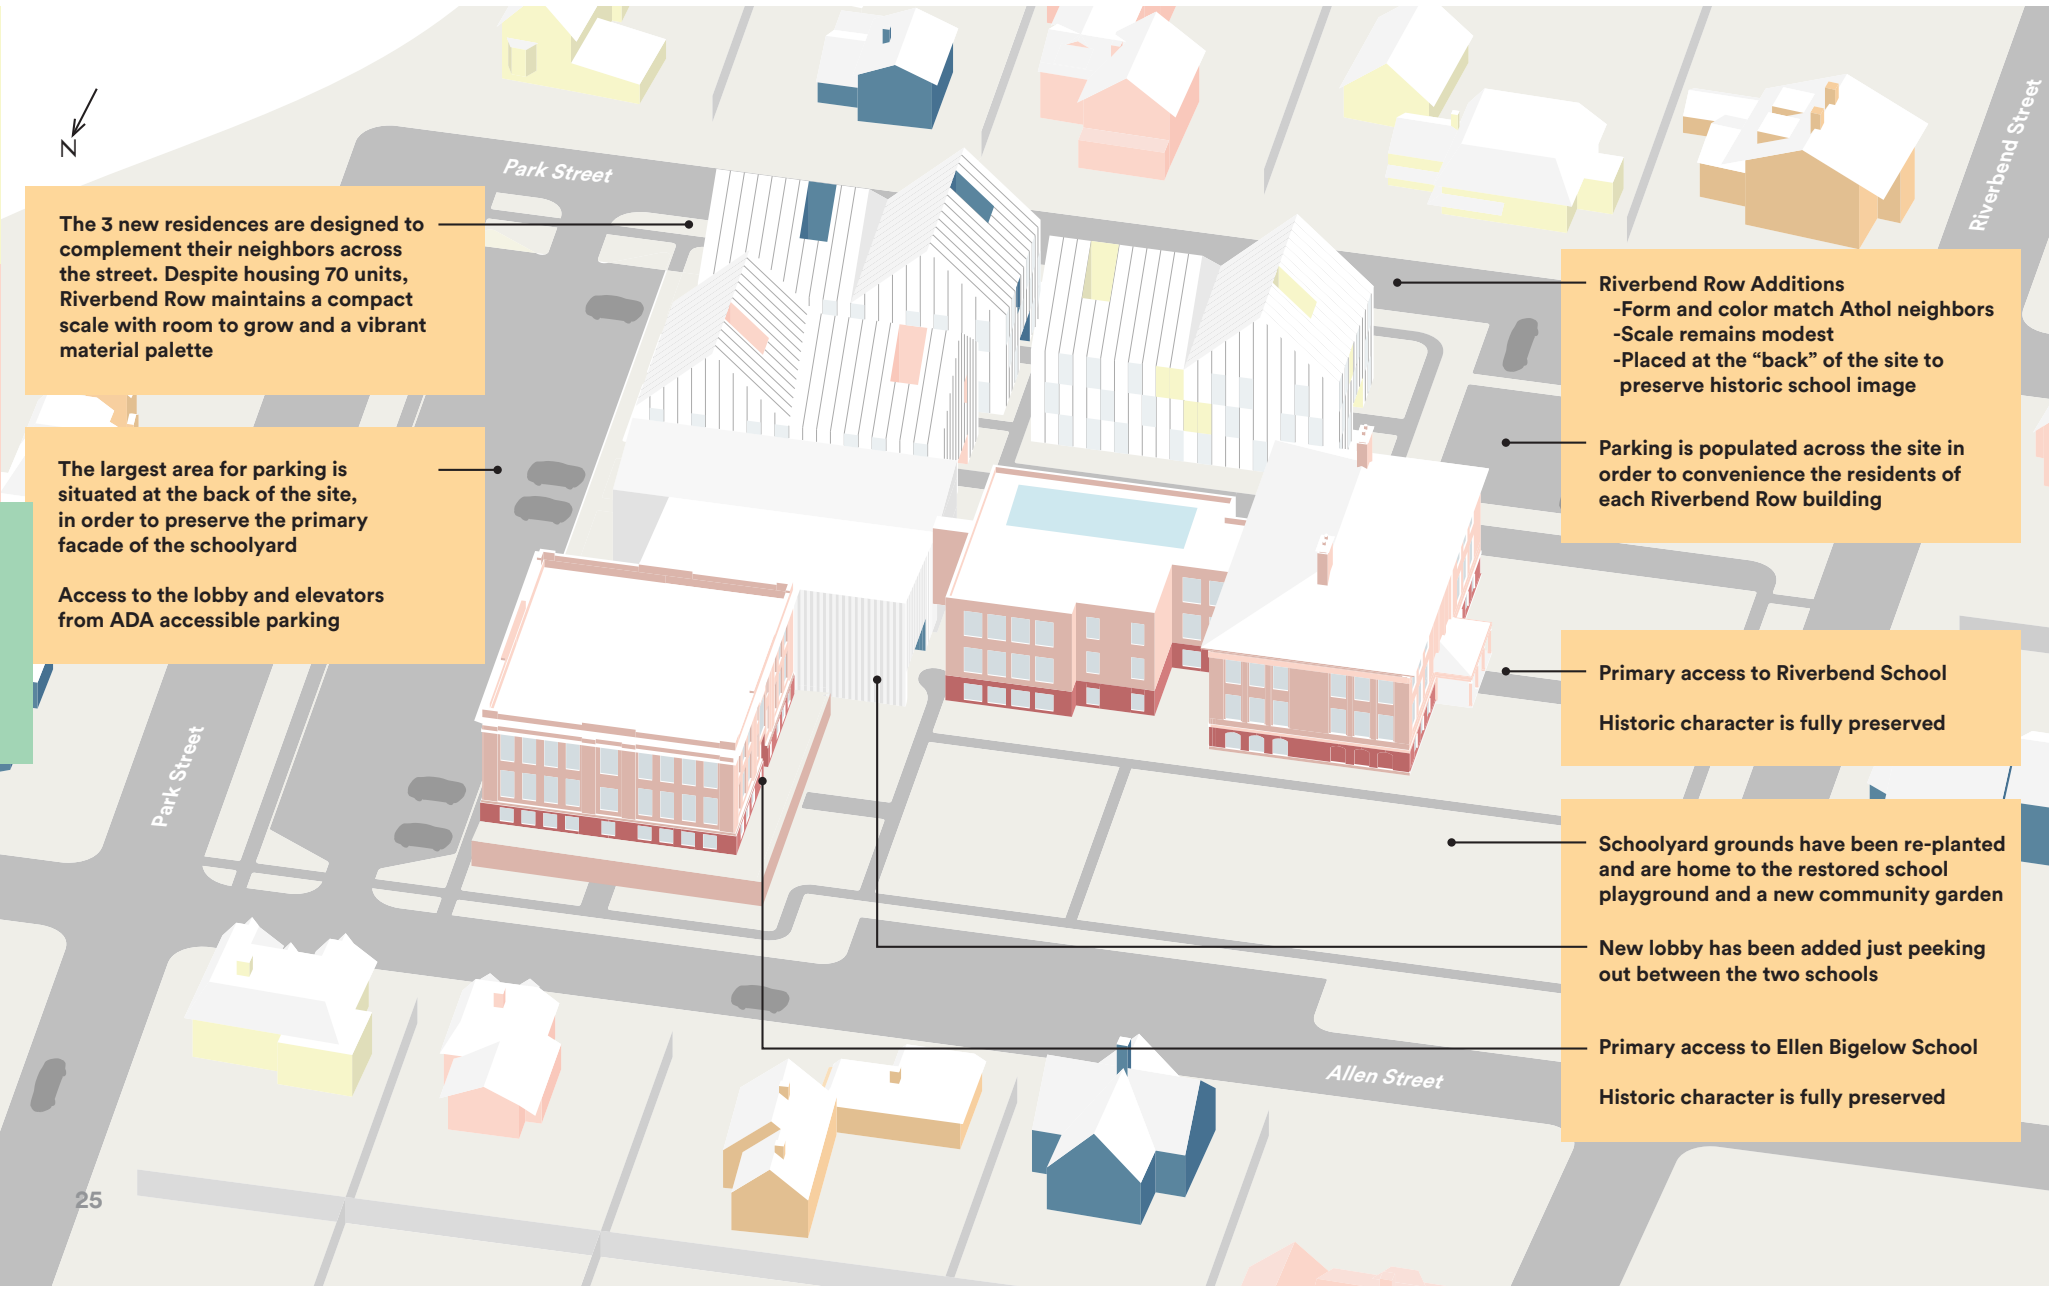 Park Street
Riverbend Street
N
The 3 new residences are designed to
complement their neighbors across
the street. Despite housing 70 units,
Riverbend Row maintains a compact
scale with room to grow and a vibrant
material palette
Riverbend Row Additions
-Form and color match Athol neighbors
-Scale remains modest
-Placed at the “back” of the site to
preserve historic school image
Parking is populated across the site in
order to convenience the residents of
each Riverbend Row building
The largest area for parking is
situated at the back of the site,
in order to preserve the primary
facade of the schoolyard
Access to the lobby and elevators
from ADA accessible parking
Primary access to Riverbend School
Historic character is fully preserved
Park Street
Schoolyard grounds have been re-planted
and are home to the restored school
playground and a new community garden
New lobby has been added just peeking
out between the two schools
Primary access to Ellen Bigelow School
Historic character is fully preserved
Allen Street
25